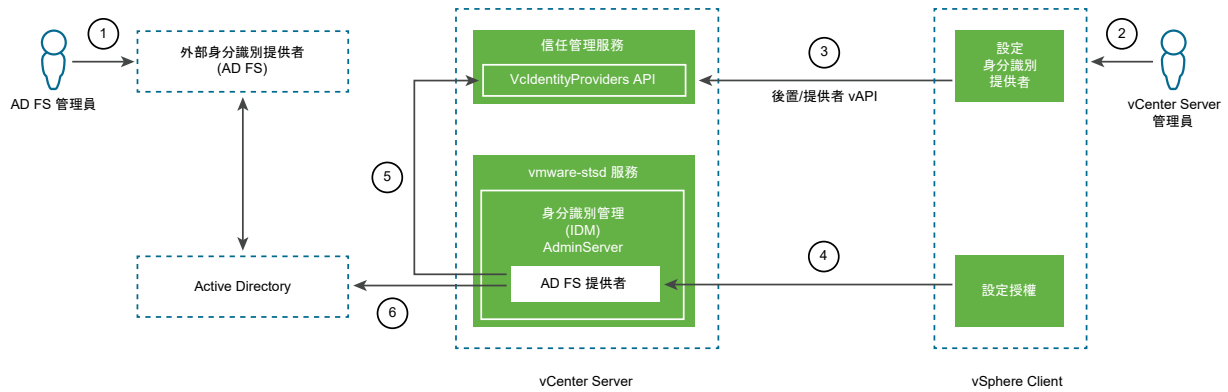 1
AD FS 管理員
外部身分識別提供者
(AD FS)
Active Directory
信任管理服務
VcIdentityProviders API
5
vmware-stsd 服務
身分識別管理
(IDM)
AdminServer
AD FS 提供者
6
vCenter Server
3
後置/提供者 vAPI
4
設定
身分識別
提供者
2
vCenter Server
管理員
設定授權
vSphere Client